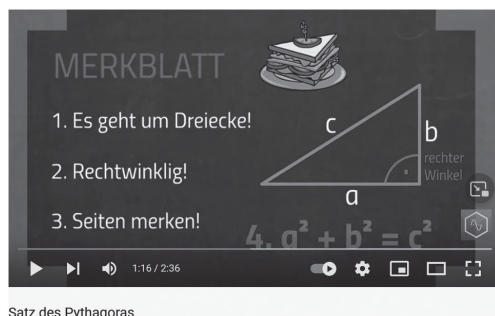 MERKBLATT
1. Es geht um Dreiecke!
2. Rechtwinklig!
3. Seiten merken!
c
b
rechter
Winkel
a
4. a² + b² = c²
1:16 / 2:36
Satz des Pythagoras